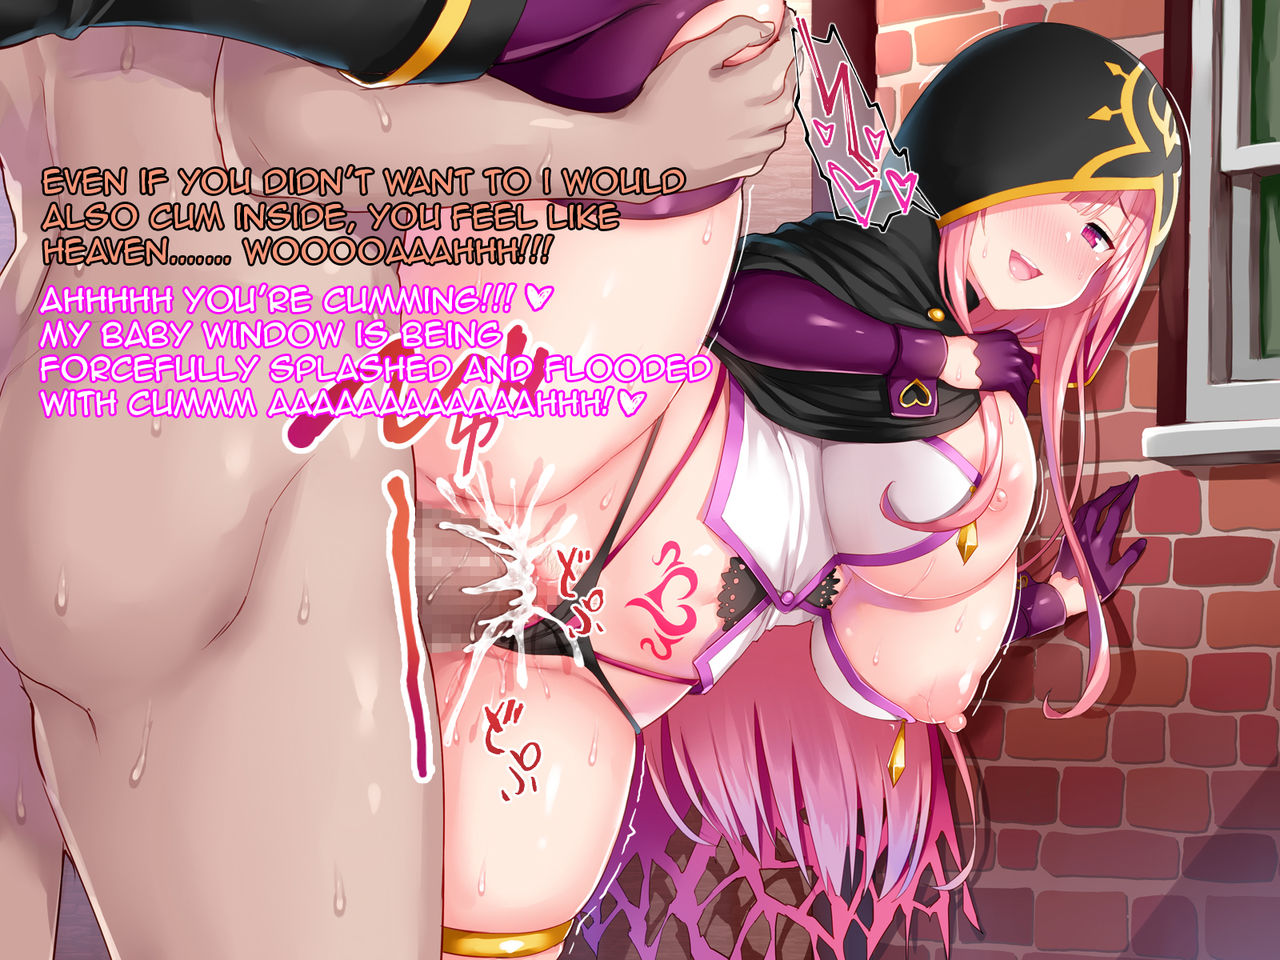 EVEN IF YOU DIDN'T WANT TO I WOULD
ALSO CUM INSIDE, YOU FEEL LIKE
HEAVEN....... WOOOOAAAHHH!!!
AHHHHH YOU'RE CUMMING!!! ♡
MY BABY WINDOW IS BEING
FORCEFULLY SPLASHED AND FLOODED
WITH CUMMM AAAAAAAAAAAAAHHH! ♡
どぷ
どぷ